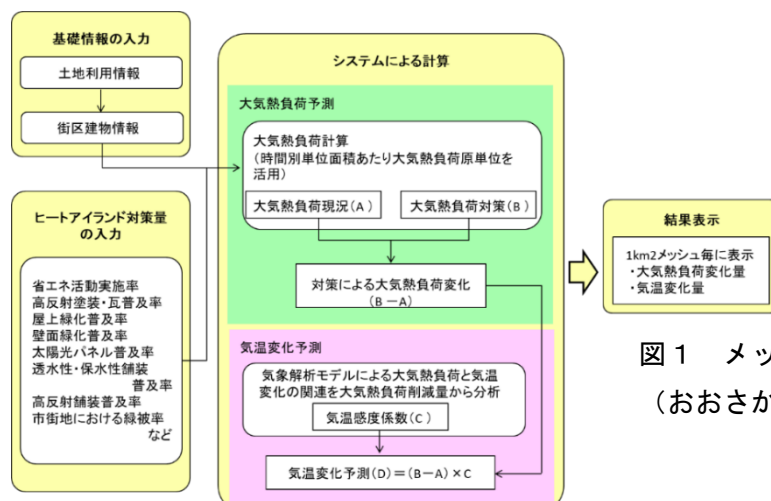 基礎情報の入力
土地利用情報
街区建物情報
ヒートアイランド対策量
の入力
省エネ活動実施率
高反射塗装・瓦普及率
屋上緑化普及率
壁面緑化普及率
太陽光パネル普及率
透水性・保水性舗装
普及率
高反射舗装普及率
市街地における緑被率
など
システムによる計算
大気熱負荷予測
大気熱負荷計算
(時間別単位面積あたり大気熱負荷原単位を
活用)
大気熱負荷現況(A)
大気熱負荷対策(B)
対策による大気熱負荷変化
(B-A)
気温変化予測
気象解析モデルによる大気熱負荷と気温
変化の関連を大気熱負荷削減量から分析
気温感度係数(C)
気温変化予測(D)=(B-A)×C
結果表示
1km2メッシュ毎に表示
・大気熱負荷変化量
・気温変化量
図1 メッ
(おおさか